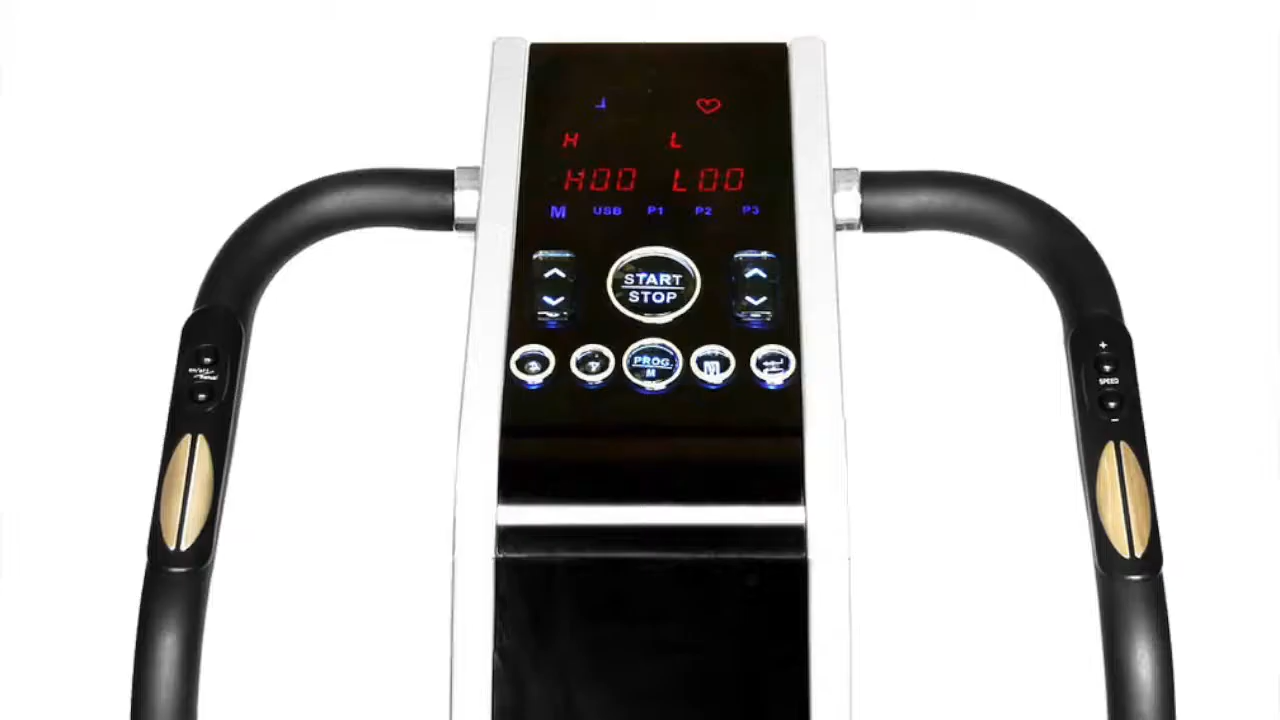 H L
H00 L00
M USB P1 P2 P3
START
STOP
PROG.
M
+
SPEED
-